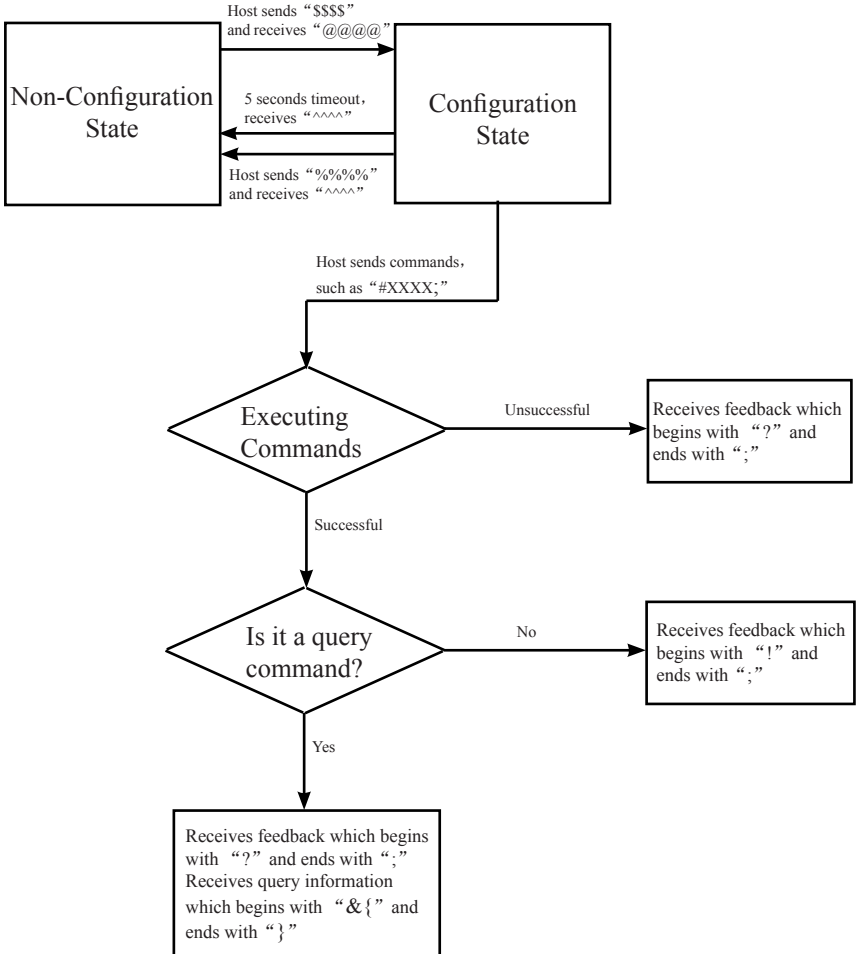 Host sends “$$$$”
and receives “@@@@”
Non-Configuration
State
5 seconds timeout,
receives “^^^^”
Configuration
State
Host sends “%%%%”
and receives “^^^^”
Host sends commands,
such as “#XXXX;”
Executing
Commands
Unsuccessful
Receives feedback which
begins with “?” and
ends with “;”
Successful
Is it a query
command?
No
Receives feedback which
begins with “!” and
ends with “;”
Yes
Receives feedback which begins
with “?” and ends with “;”
Receives query information
which begins with “&{” and
ends with “}”